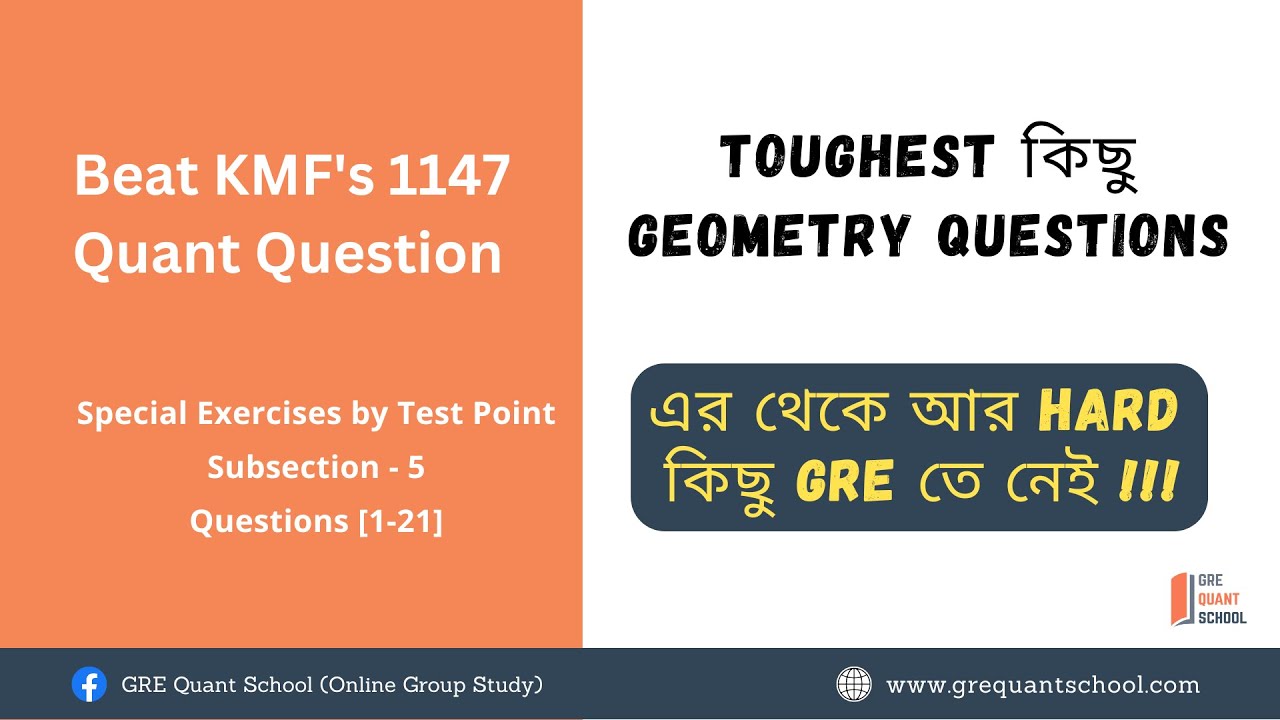 Beat KMF's 1147
Quant Question
Special Exercises by Test Point
Subsection - 5
Questions [1-21]
TOUGHEST কিছু
GEOMETRY QUESTIONS
এর থেকে আর HARD
কিছু GRE তে নেই !!!
GRE
QUANT
SCHOOL
GRE Quant School (Online Group Study)
www.grequantschool.com